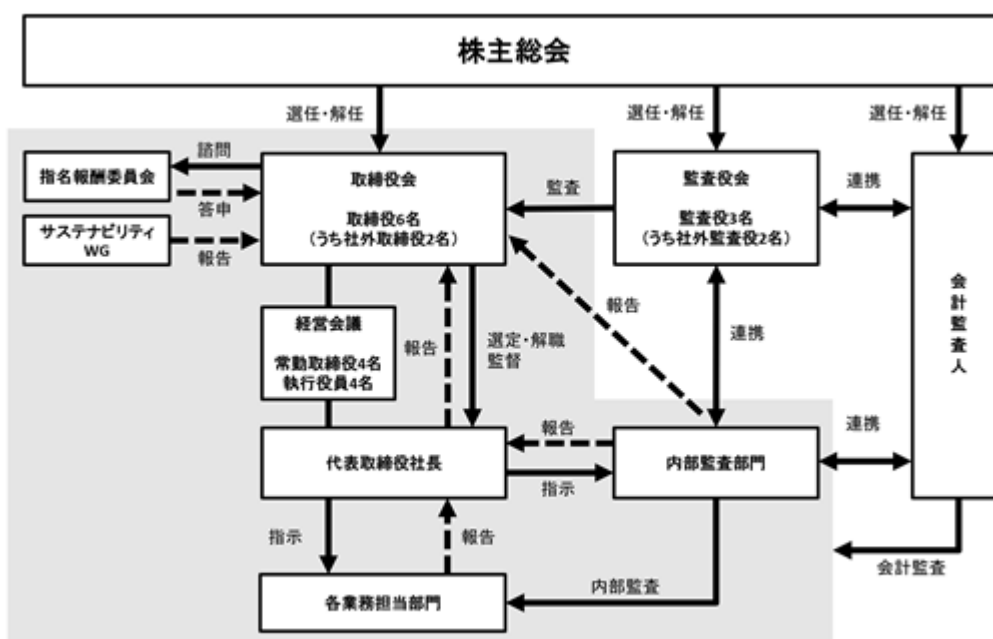 株主総会
選任・解任
選任・解任
選任・解任
指名報酬委員会
諮問
答申
サステナビリティ
WG
報告
取締役会
取締役6名
(うち社外取締役2名)
監査
監査役会
監査役3名
(うち社外監査役2名)
連携
会計監査人
経営会議
常勤取締役4名
執行役員4名
報告
選定・解職
監督
報告
連携
代表取締役社長
報告
指示
内部監査部門
連携
指示
報告
会計監査
各業務担当部門
内部監査